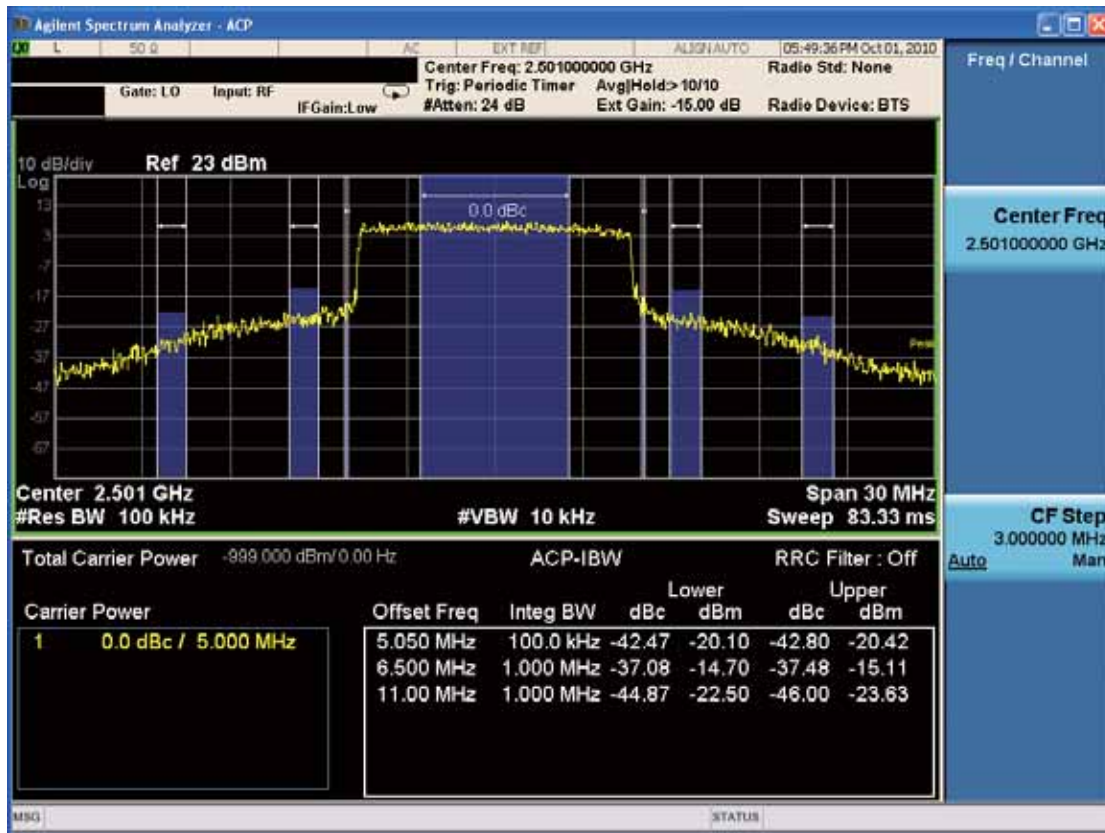 Agilent Spectrum Analyzer - ACP
L 50 Ω AC EXT REF ALIGN AUTO 05:49:36 PM Oct 01, 2010
Center Freq: 2.501000000 GHz Radio Std: None
Gate: LO Input: RF Trig: Periodic Timer Avg|Hold:> 10/10
IFGain:Low #Atten: 24 dB Ext Gain: -15.00 dB Radio Device: BTS
10 dB/div Ref 23 dBm
Log
13
3
-7
-17
-27
-37
-47
-57
-67
0.0 dBc
Center 2.501 GHz Span 30 MHz
#Res BW 100 kHz #VBW 10 kHz Sweep 83.33 ms
Total Carrier Power -999.000 dBm/ 0.00 Hz ACP-IBW RRC Filter : Off
Lower Upper
Carrier Power Offset Freq Integ BW dBc dBm dBc dBm
1 0.0 dBc / 5.000 MHz
5.050 MHz 100.0 kHz -42.47 -20.10 -42.80 -20.42
6.500 MHz 1.000 MHz -37.08 -14.70 -37.48 -15.11
11.00 MHz 1.000 MHz -44.87 -22.50 -46.00 -23.63
MSG STATUS
Freq / Channel
Center Freq
2.501000000 GHz
CF Step
3.000000 MHz
Auto Man